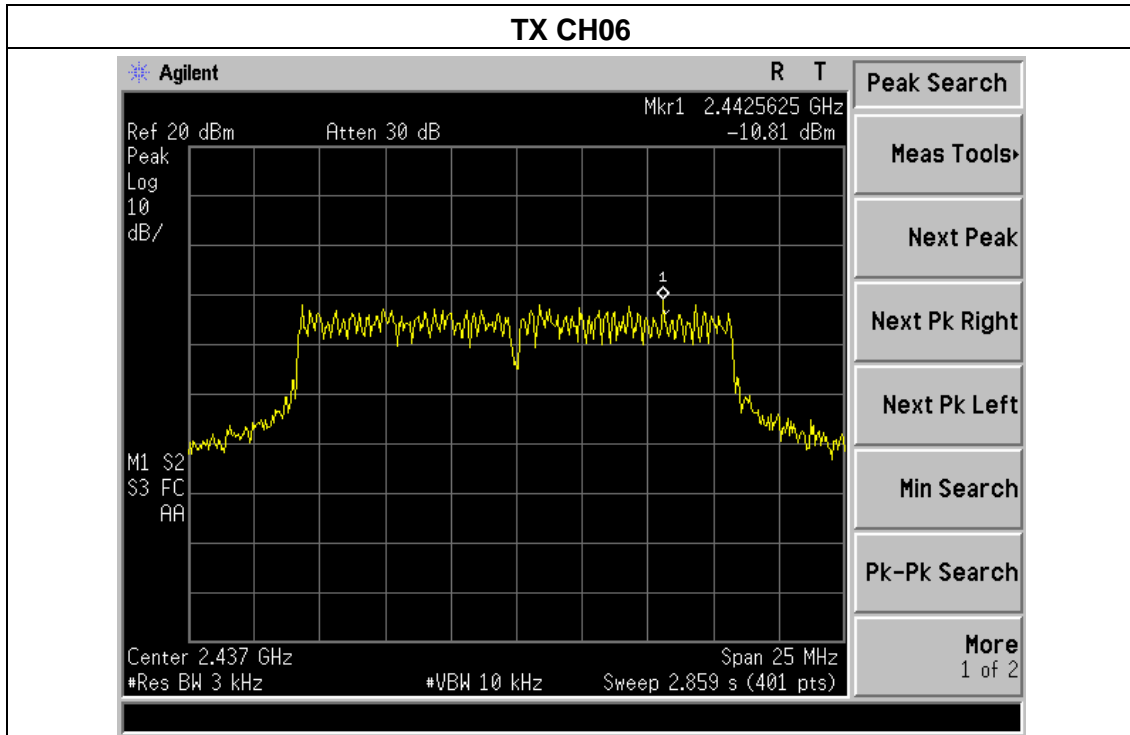 TX CH06
Agilent R T
Peak Search
Mkr1 2.4425625 GHz
Ref 20 dBm Atten 30 dB -10.81 dBm
Peak
Log
10
dB/
1
M1 S2
S3 FC
AA
Center 2.437 GHz Span 25 MHz
#Res BW 3 kHz #VBW 10 kHz Sweep 2.859 s (401 pts)
Meas Tools
Next Peak
Next Pk Right
Next Pk Left
Min Search
Pk-Pk Search
More
1 of 2